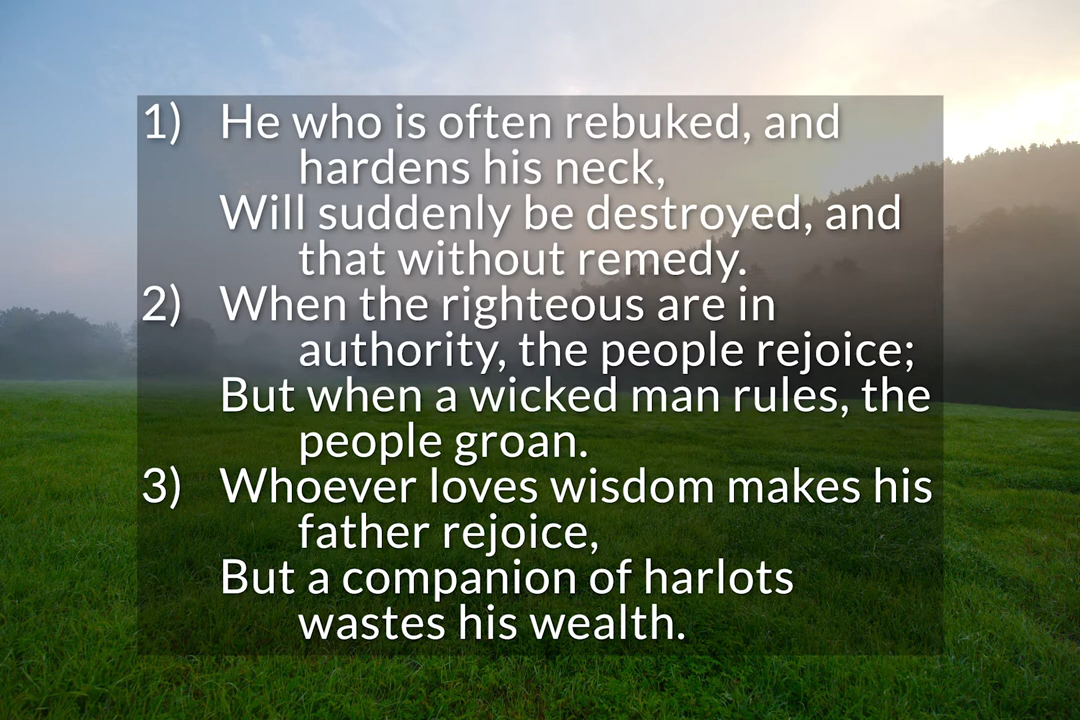 1) He who is often rebuked, and
hardens his neck,
Will suddenly be destroyed, and
that without remedy.
2) When the righteous are in
authority, the people rejoice;
But when a wicked man rules, the
people groan.
3) Whoever loves wisdom makes his
father rejoice,
But a companion of harlots
wastes his wealth.